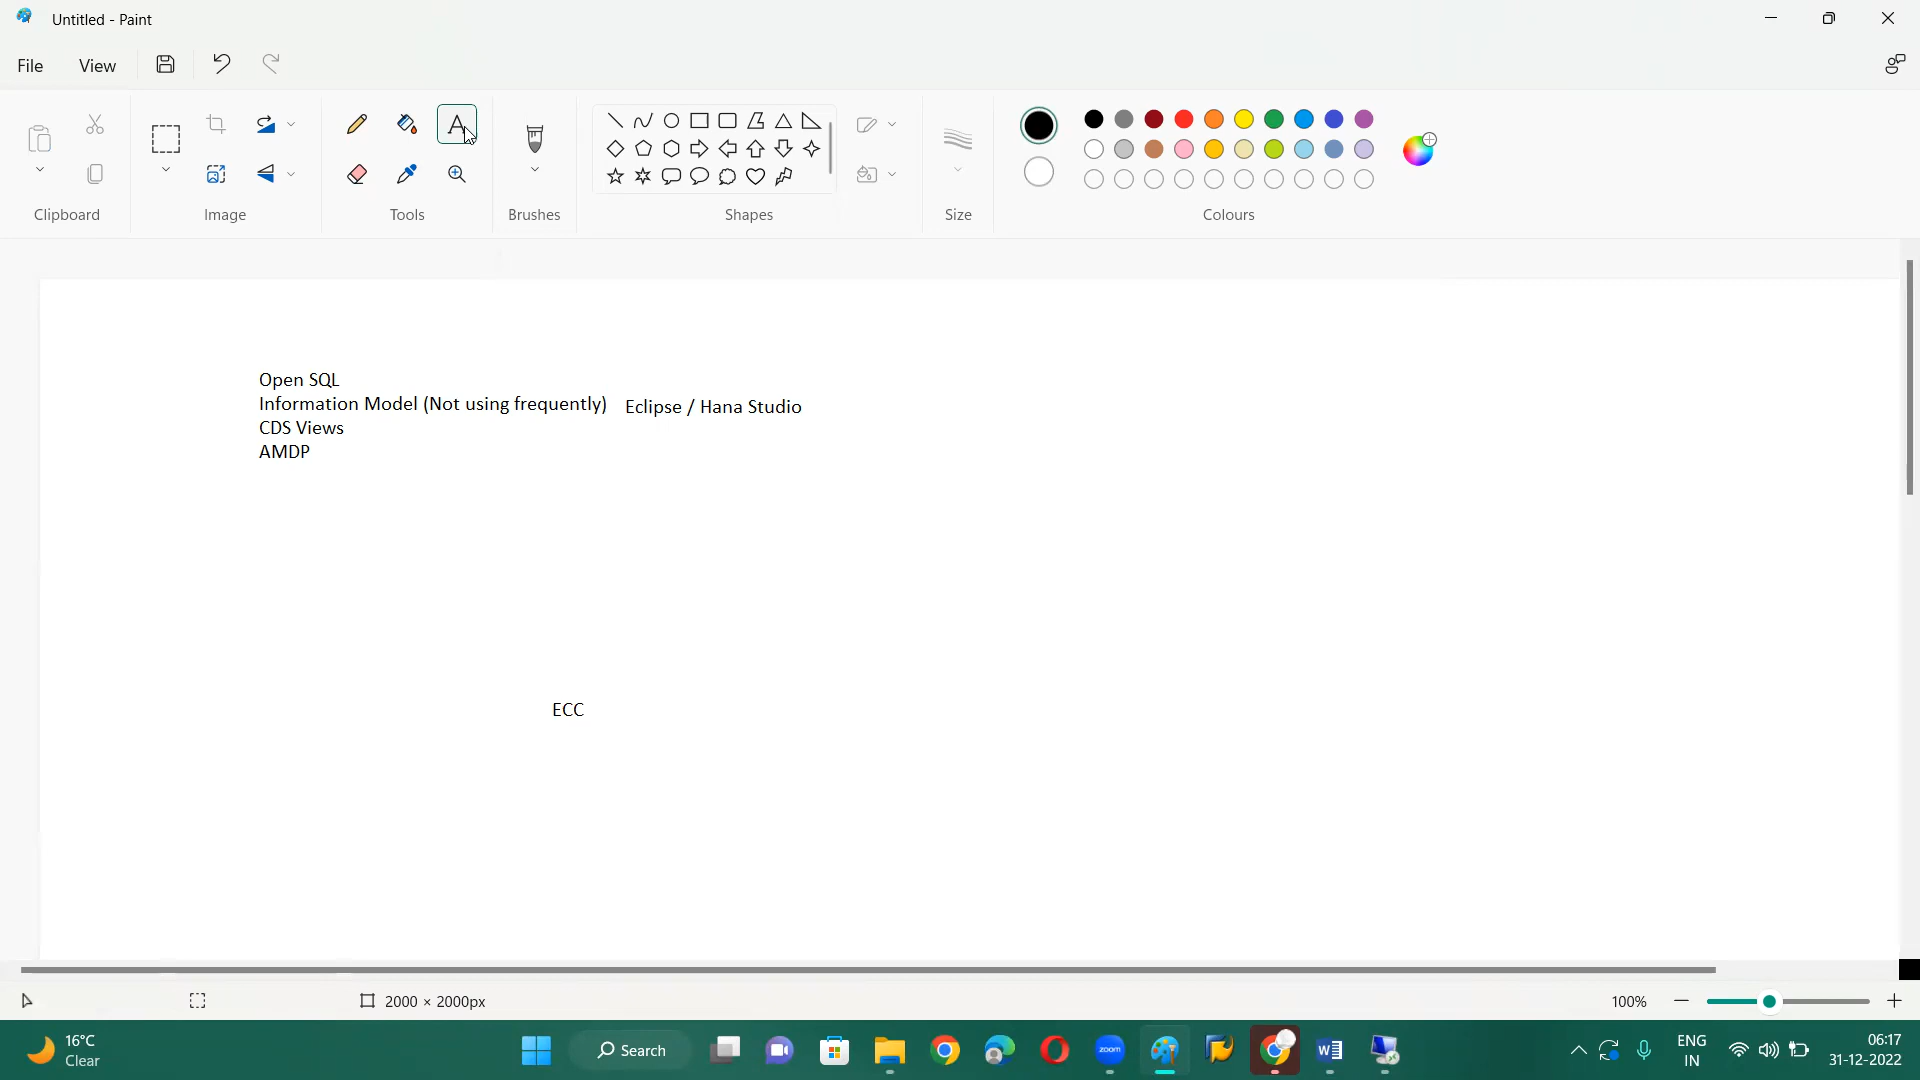 Untitled - Paint
File View
Clipboard
Image
Tools
Brushes
Shapes
Size
Colours
Open SQL
Information Model (Not using frequently) Eclipse / Hana Studio
CDS Views
AMDP
ECC
2000 × 2000px
100%
16°C
Clear
Search
zoom
ENG
IN
06:17
31-12-2022